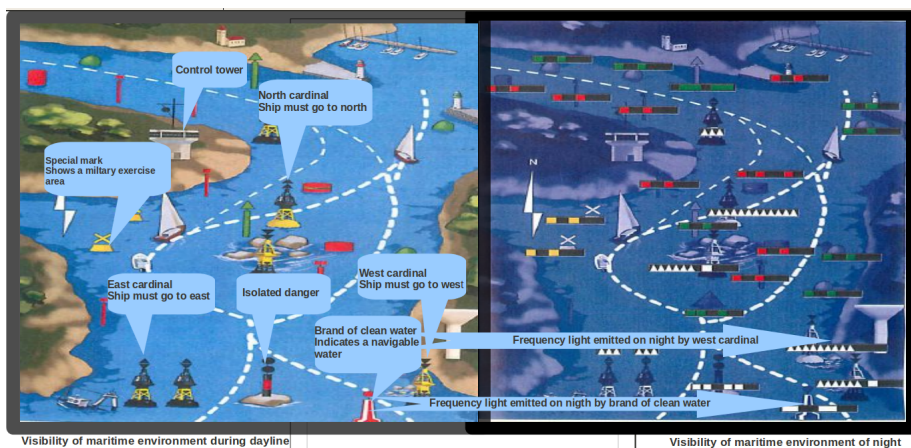 Control tower
North cardinal
Ship must go to north
Special mark
Shows a miltary exercise
area
N
East cardinal
Ship must go to east
Isolated danger
West cardinal
Ship must go to west
Brand of clean water
Indicates a navigable
water
Frequency light emitted on night by west cardinal
Frequency light emitted on nigth by brand of clean water
Visibility of maritime environment during dayline
Visibility of maritime environment of night